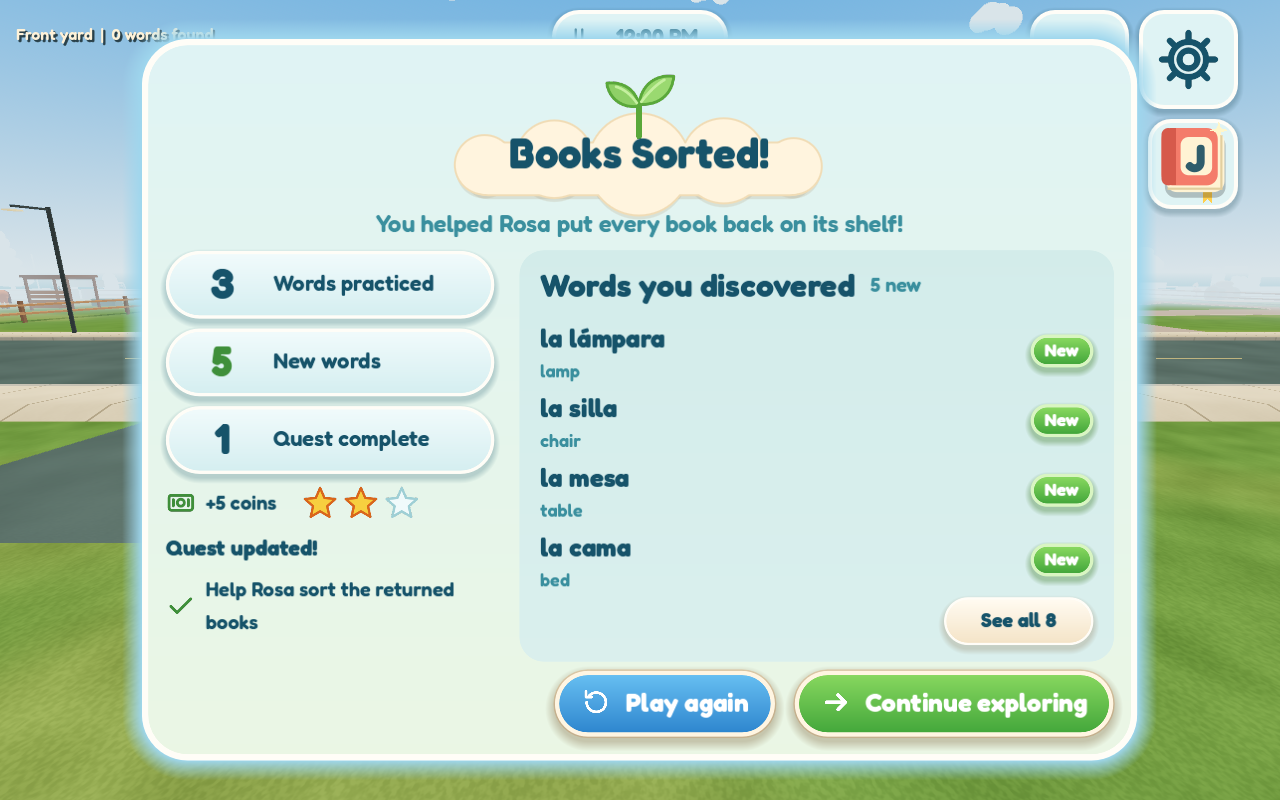 Front yard | 0 words found
12:00 PM
J
Books Sorted!
You helped Rosa put every book back on its shelf!
3 Words practiced
5 New words
1 Quest complete
+5 coins
Quest updated!
Help Rosa sort the returned
books
Words you discovered 5 new
la lámpara
lamp
New
la silla
chair
New
la mesa
table
New
la cama
bed
New
See all 8
Play again
Continue exploring